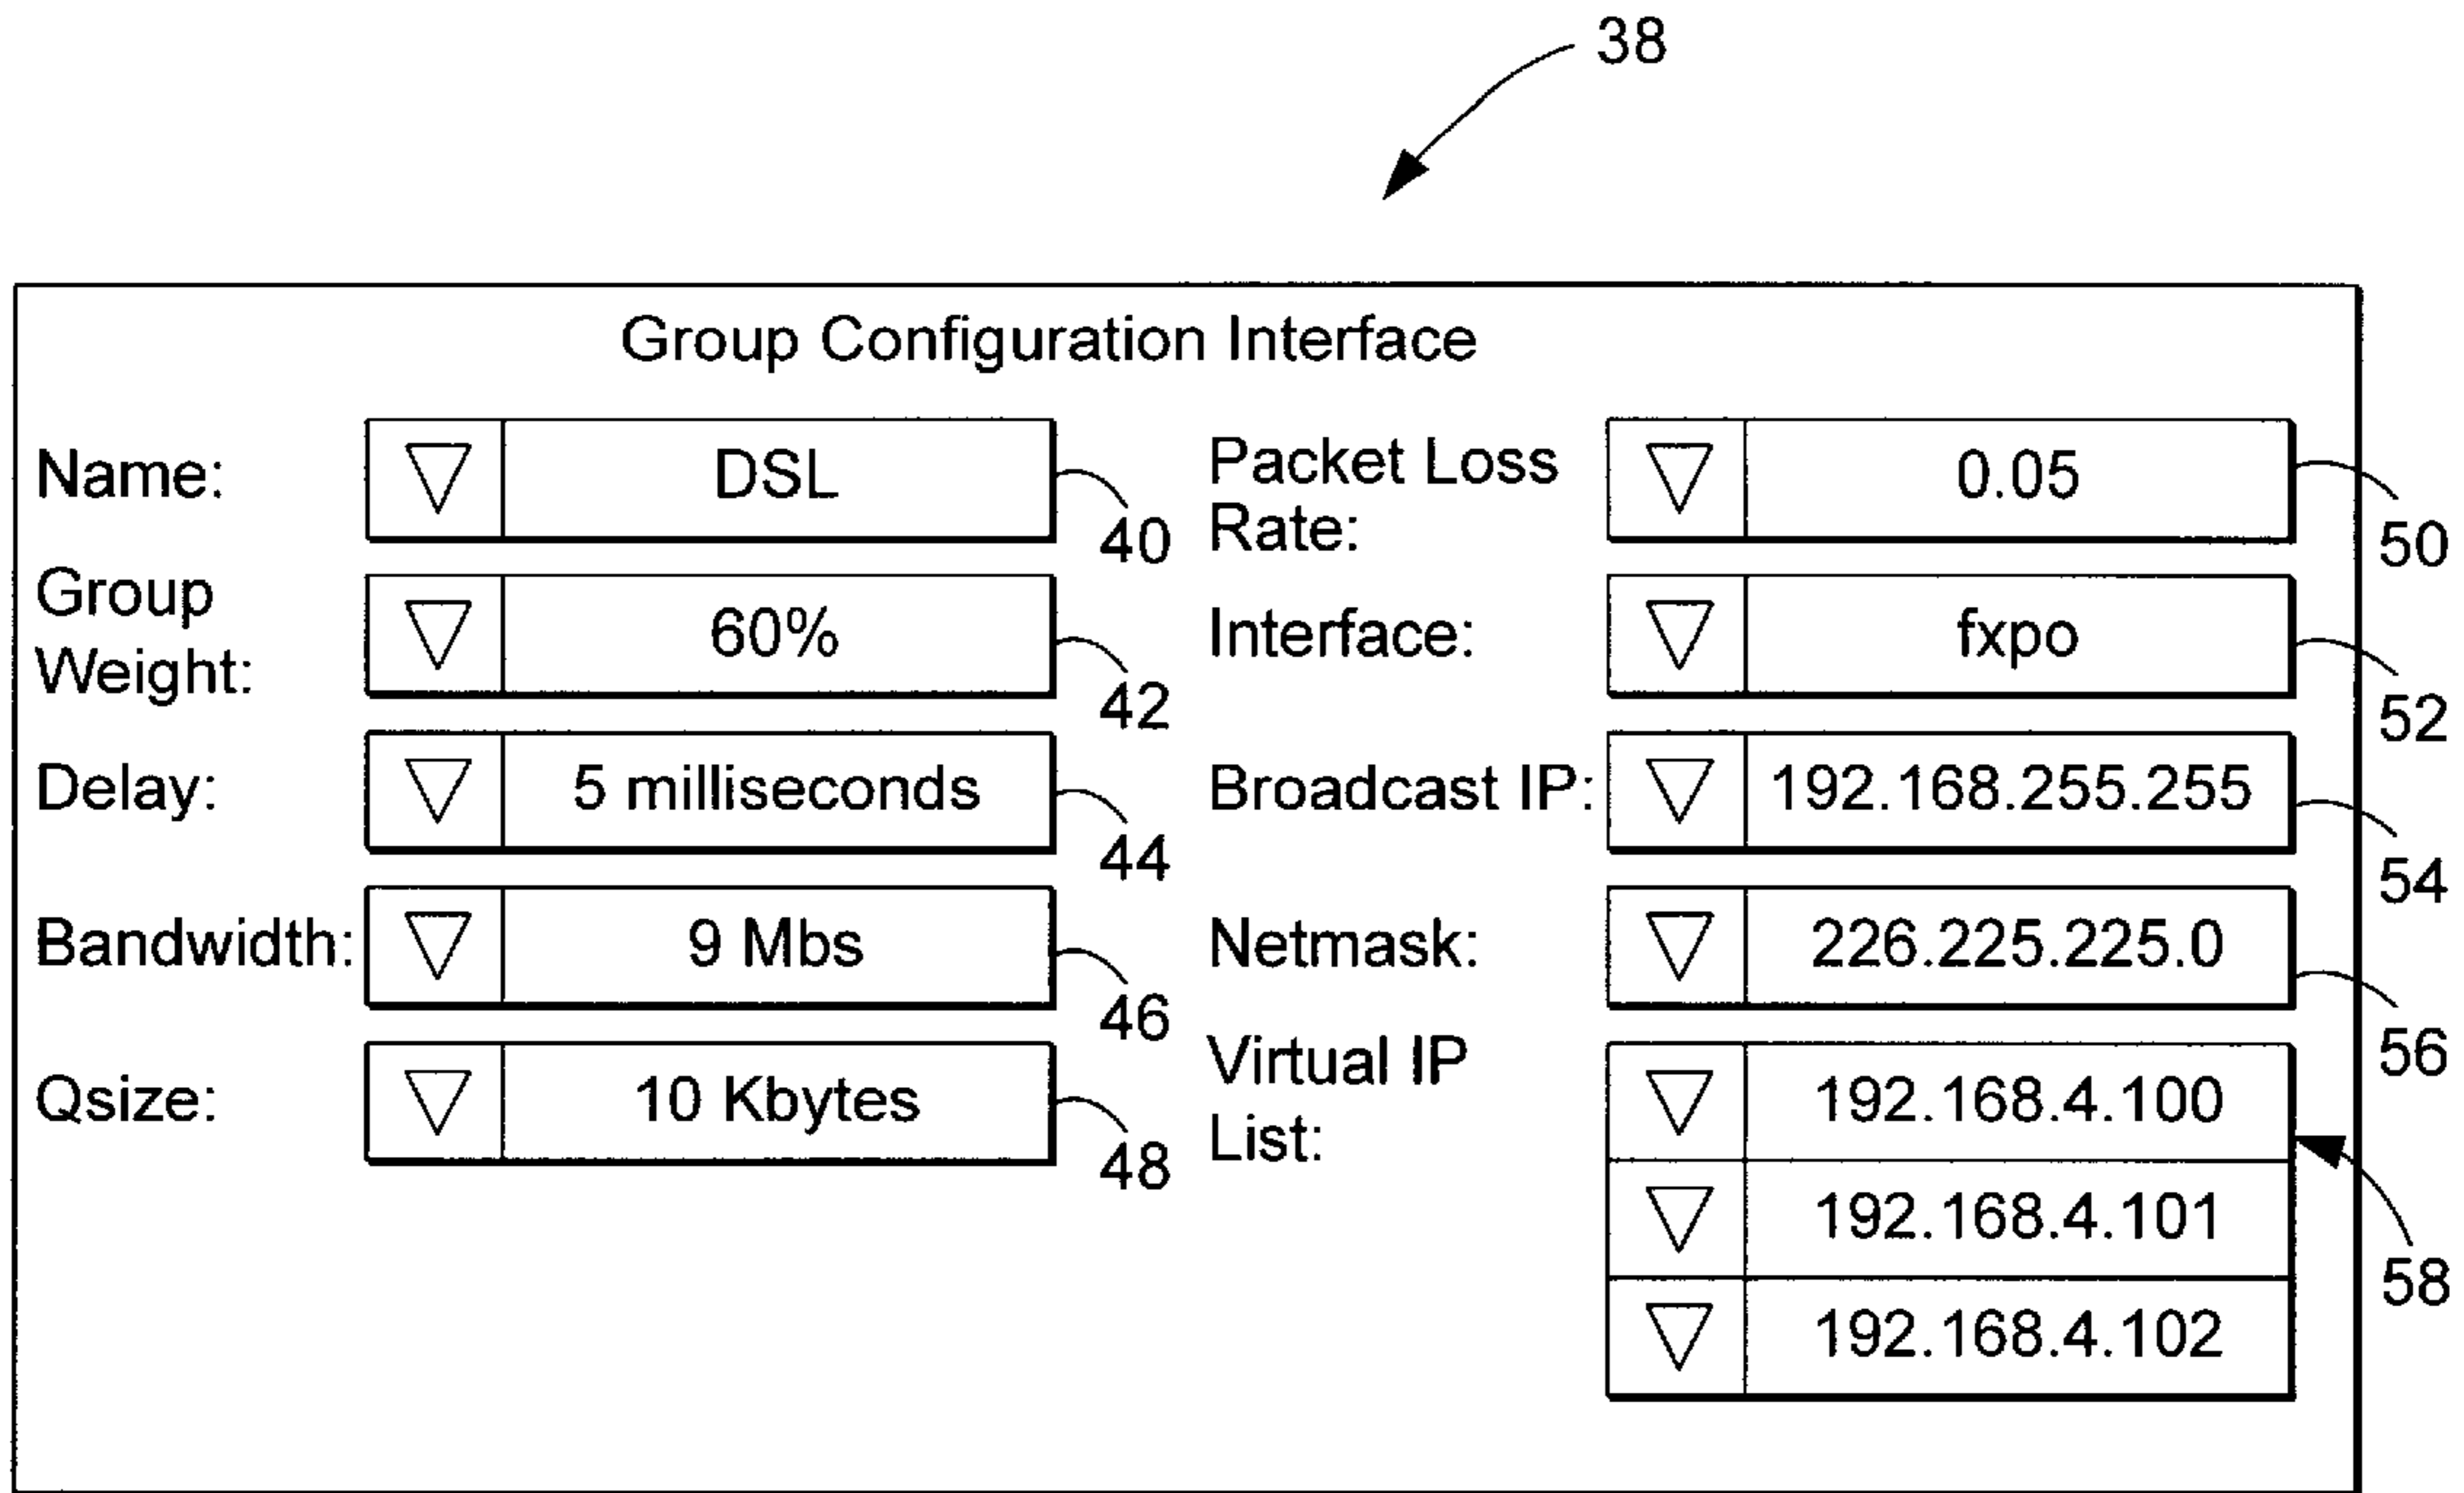 38
Group Configuration Interface
Name:
DSL
40
Group
Weight:
60%
42
Delay:
5 milliseconds
44
Bandwidth:
9 Mbs
46
Qsize:
10 Kbytes
48
Packet Loss
Rate:
0.05
50
Interface:
fxpo
52
Broadcast IP:
192.168.255.255
54
Netmask:
226.225.225.0
56
Virtual IP
List:
192.168.4.100
192.168.4.101
192.168.4.102
58